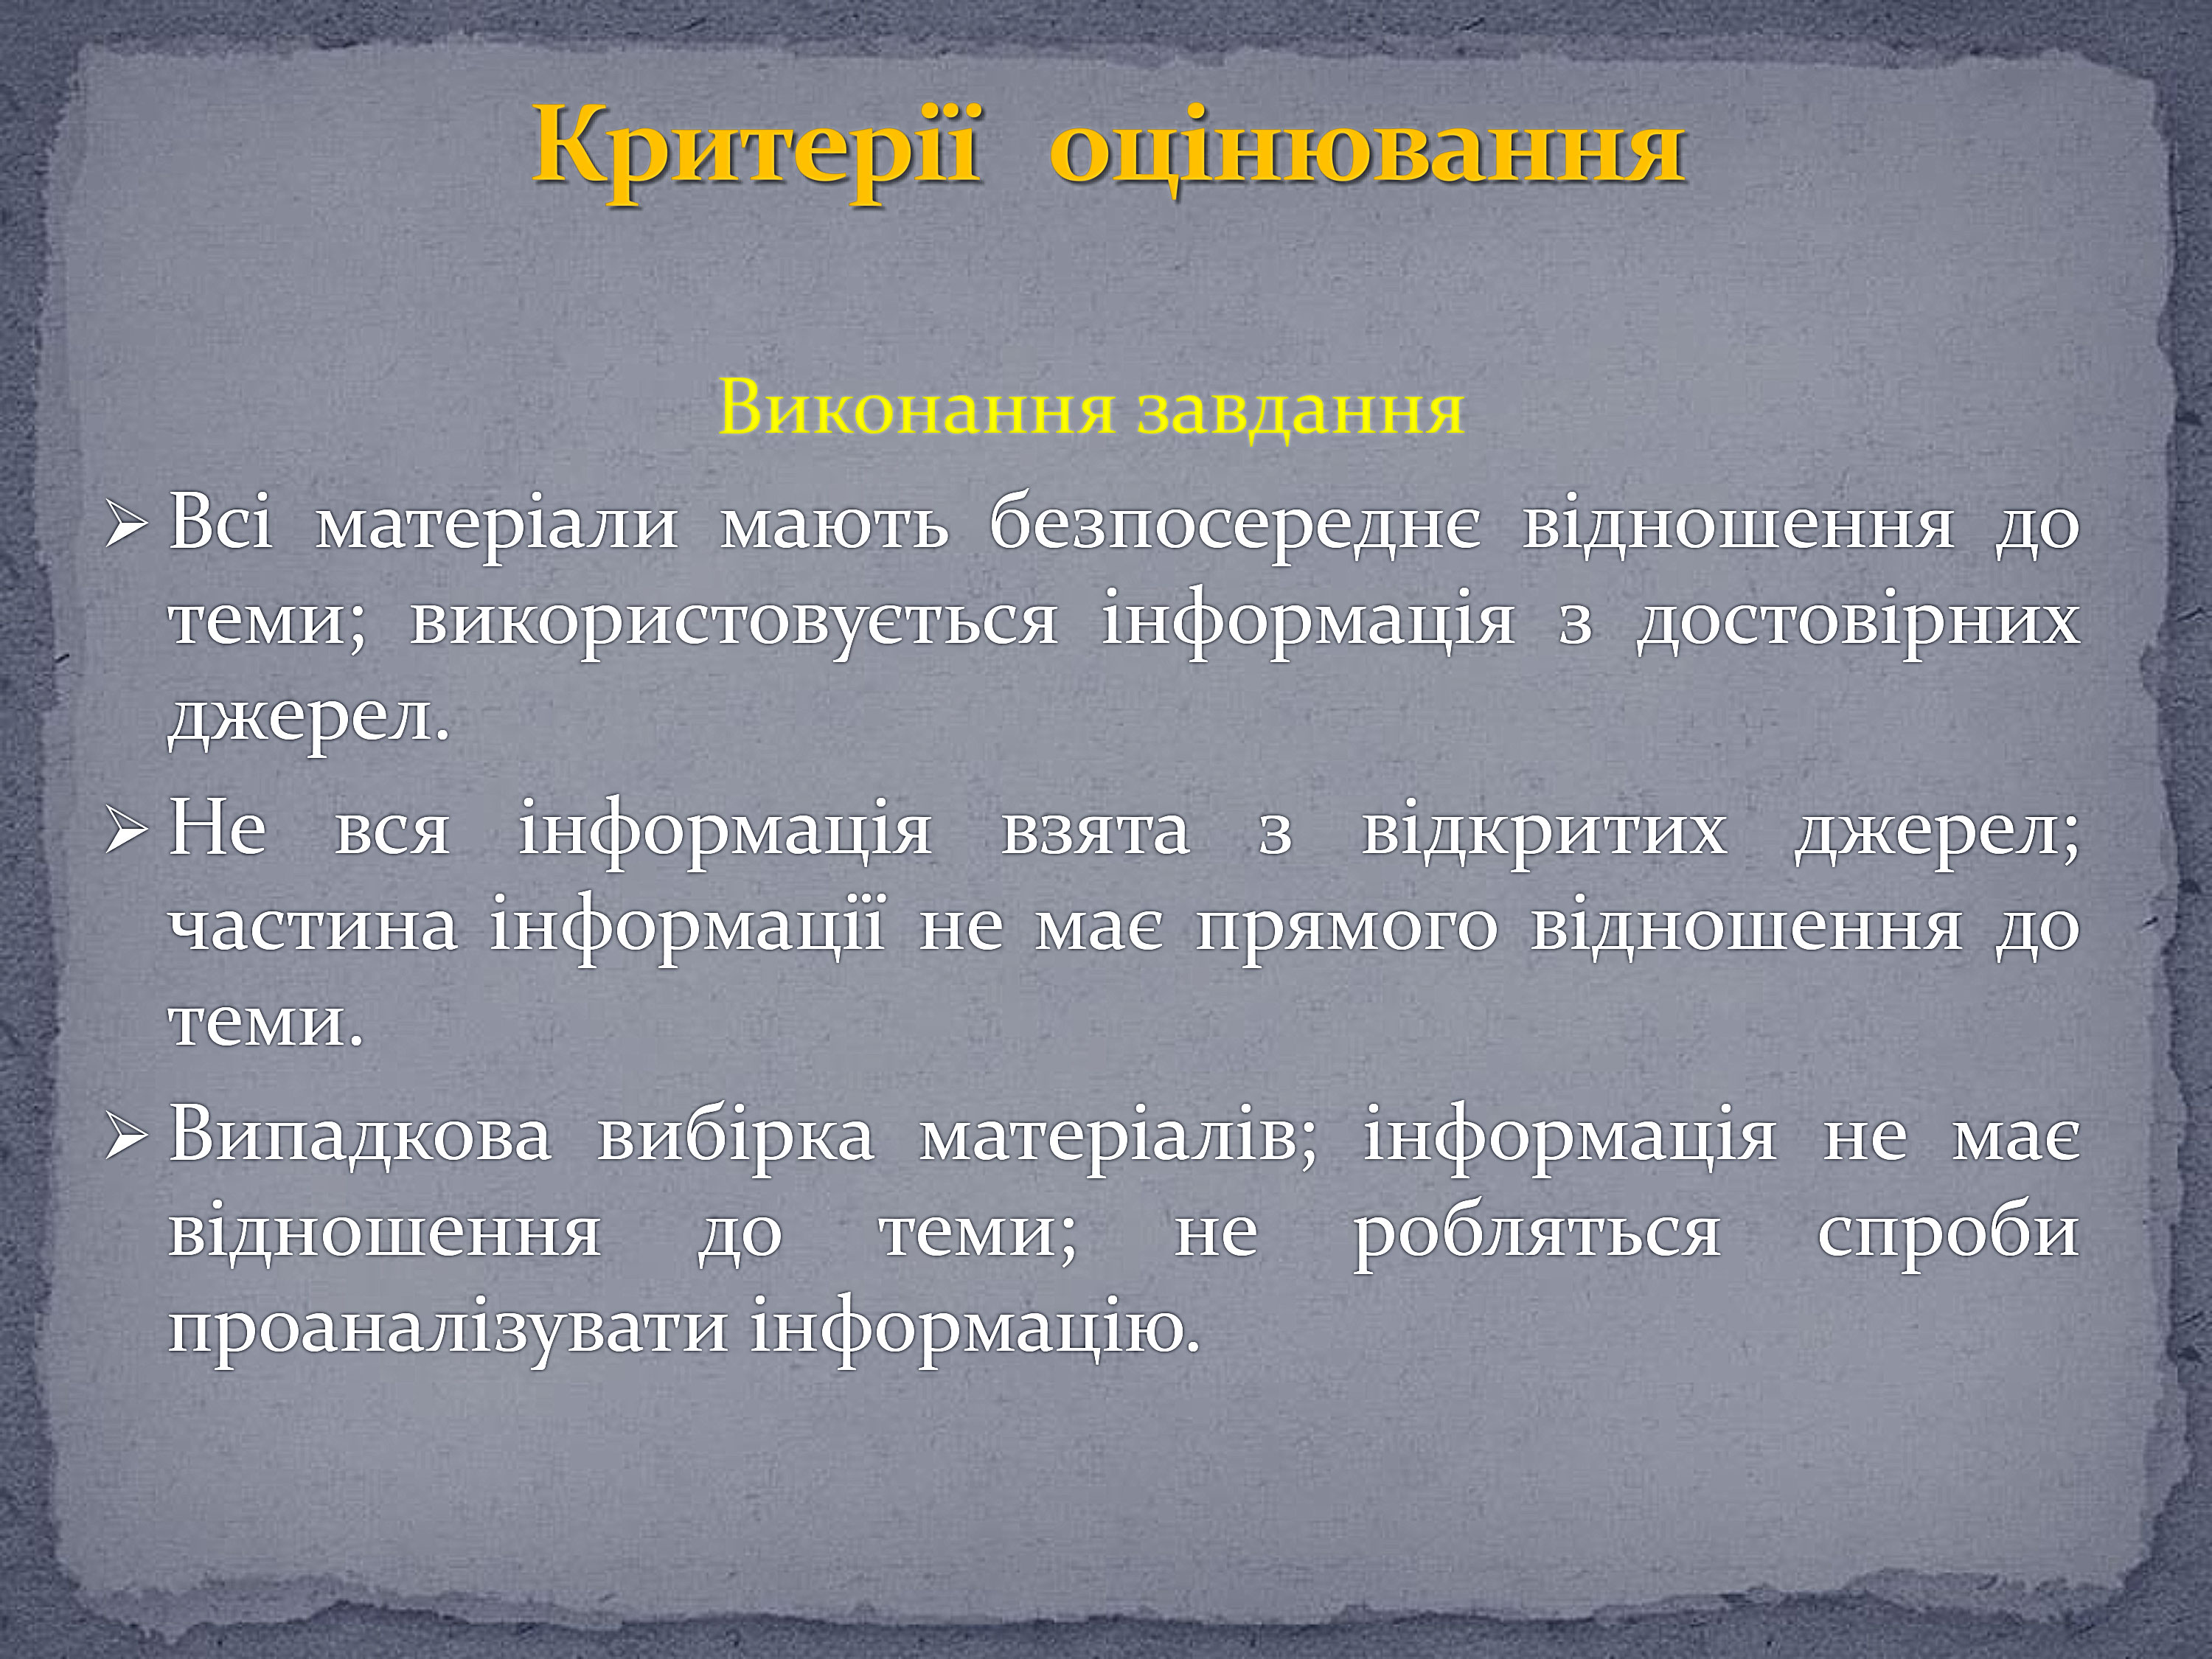 Критерії оцінювання
Виконання завдання
Всі матеріали мають безпосереднє відношення до
теми; використовується інформація з достовірних
джерел.
Не вся інформація взята з відкритих джерел;
частина інформації не має прямого відношення до
теми.
Випадкова вибірка матеріалів; інформація не має
відношення до теми; не робляться спроби
проаналізувати інформацію.